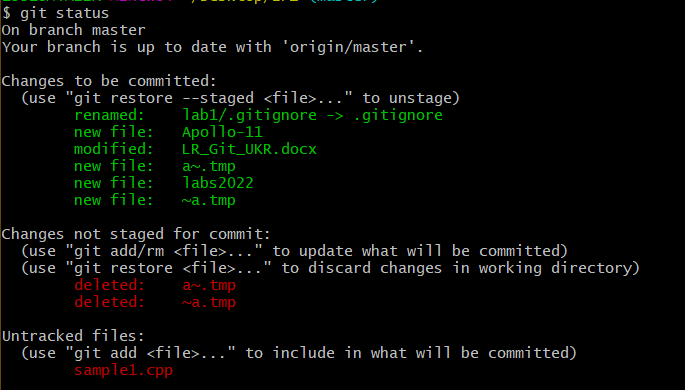 $ git status
On branch master
Your branch is up to date with 'origin/master'.
Changes to be committed:
(use "git restore --staged <file>..." to unstage)
renamed: lab1/.gitignore -> .gitignore
new file: Apollo-11
modified: LR_Git_UKR.docx
new file: a~.tmp
new file: labs2022
new file: ~a.tmp
Changes not staged for commit:
(use "git add/rm <file>..." to update what will be committed)
(use "git restore <file>..." to discard changes in working directory)
deleted: a~.tmp
deleted: ~a.tmp
Untracked files:
(use "git add <file>..." to include in what will be committed)
sample1.cpp